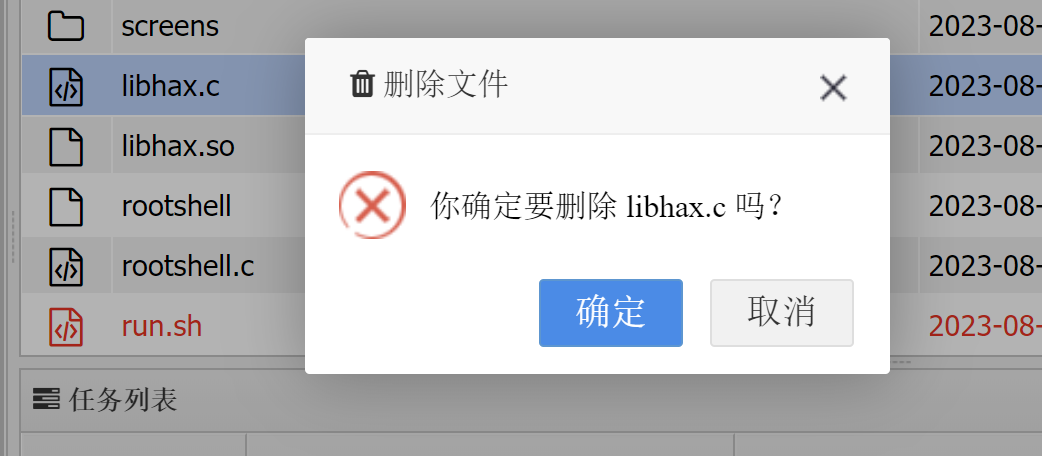 screens 2023-08-
libhax.c 2023-08-
libhax.so 2023-08-
rootshell 2023-08-
rootshell.c 2023-08-
run.sh 2023-08-
删除文件
你确定要删除 libhax.c 吗？
确定 取消
任务列表